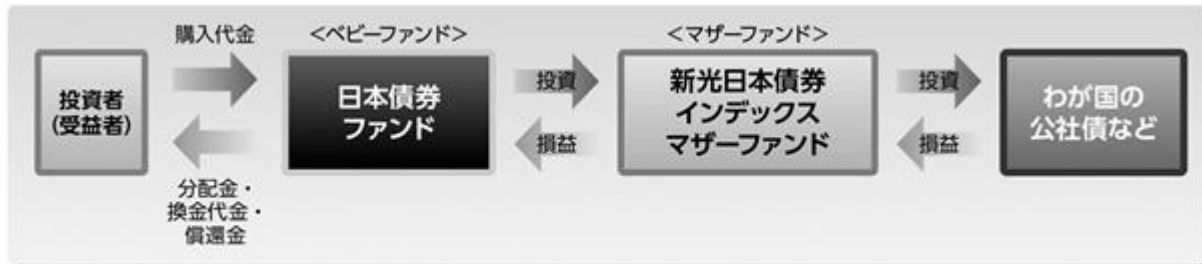 購入代金
<ベビーファンド>
<マザーファンド>
投資者
(受益者)
日本債券
ファンド
投資
損益
新光日本債券
インデックス
マザーファンド
投資
損益
わが国の
公社債など
分配金・
換金代金・
償還金